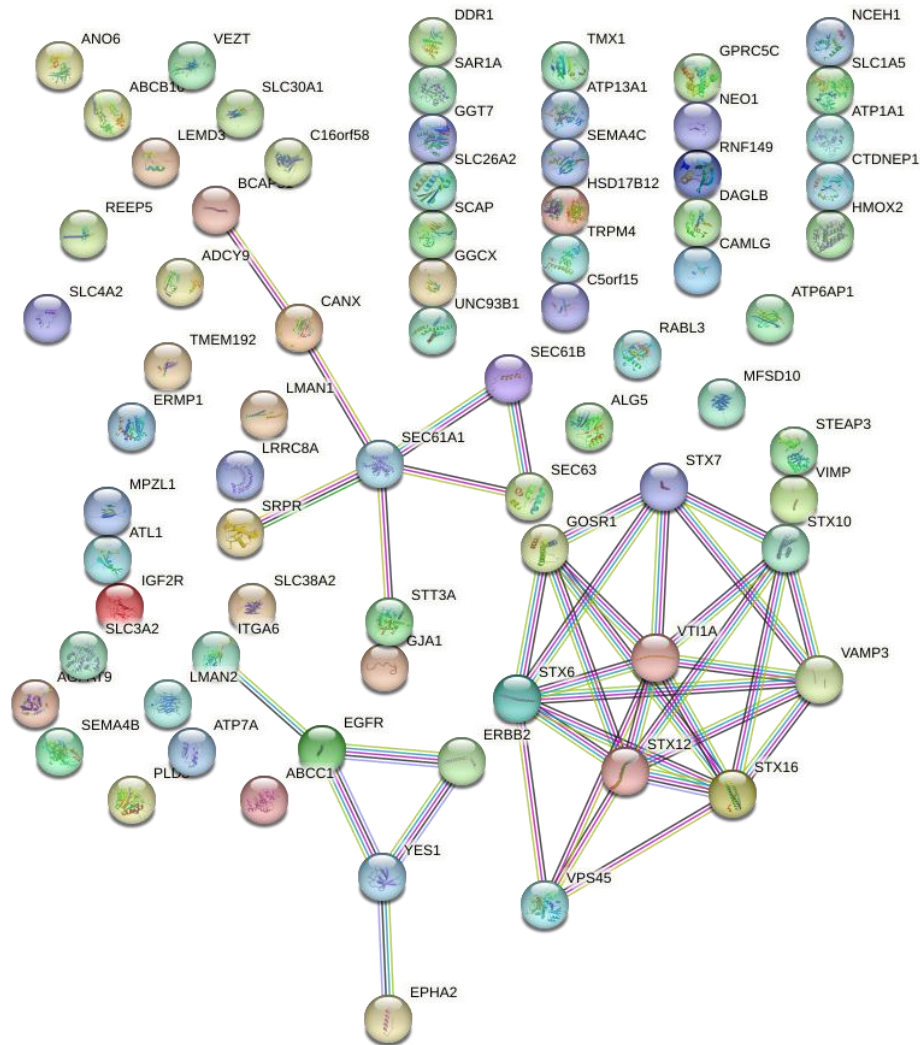 ANO6
VEZT
ABCB10
SLC30A1
LEMD3
C16orf58
BCAP31
REEP5
ADCY9
SLC4A2
CANX
TMEM192
ERMP1
LMAN1
LRRC8A
MPZL1
SRPR
ATL1
IGF2R
SLC38A2
SLC3A2
ITGA6
LMAN2
SEMA4B
ATP7A
ABCC1
EGFR
YES1
EPHA2
DDR1
SAR1A
GGT7
SLC26A2
SCAP
GGCX
UNC93B1
TMX1
ATP13A1
SEMA4C
HSD17B12
TRPM4
C5orf15
GPRC5C
NEO1
RNF149
DAGLB
CAMLG
NCEH1
SLC1A5
ATP1A1
CTDNEP1
HMOX2
ATP6AP1
RABL3
MFSD10
SEC61B
ALG5
SEC61A1
SEC63
STEAP3
VIMP
STX7
STX10
GOSR1
STT3A
GJA1
VTI1A
VAMP3
STX6
ERBB2
STX12
STX16
VPS45